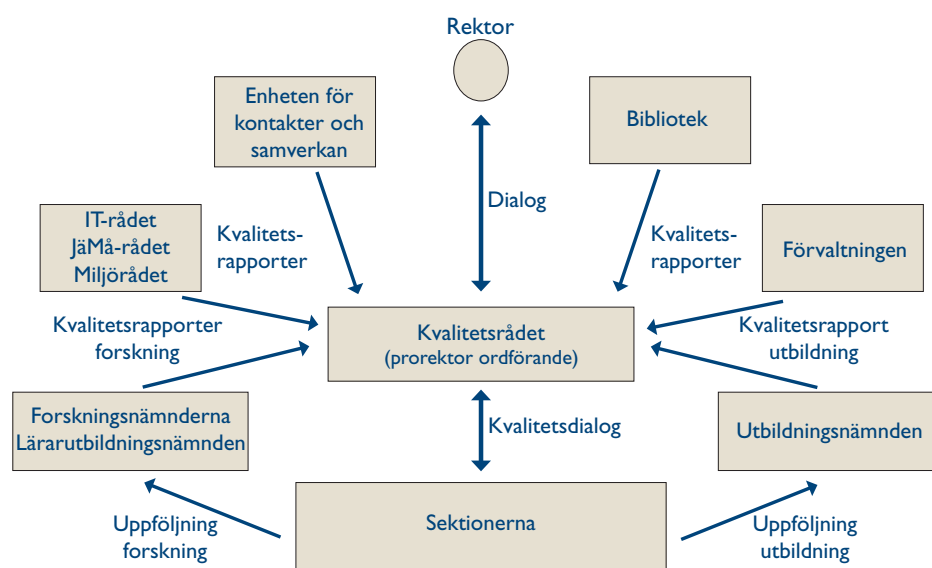 Rektor
Enheten för
kontakter och
samverkan
Bibliotek
Dialog
IT-rådet
JäMå-rådet
Miljörådet
Kvalitets-
rapporter
Kvalitets-
rapporter
Förvaltningen
Kvalitetsrapporter
forskning
Kvalitetsrådet
(prorektor ordförande)
Kvalitetsrapport
utbildning
Forskningsnämnderna
Lärarutbildningsnämnden
Kvalitetsdialog
Utbildningsnämnden
Uppföljning
forskning
Sektionerna
Uppföljning
utbildning